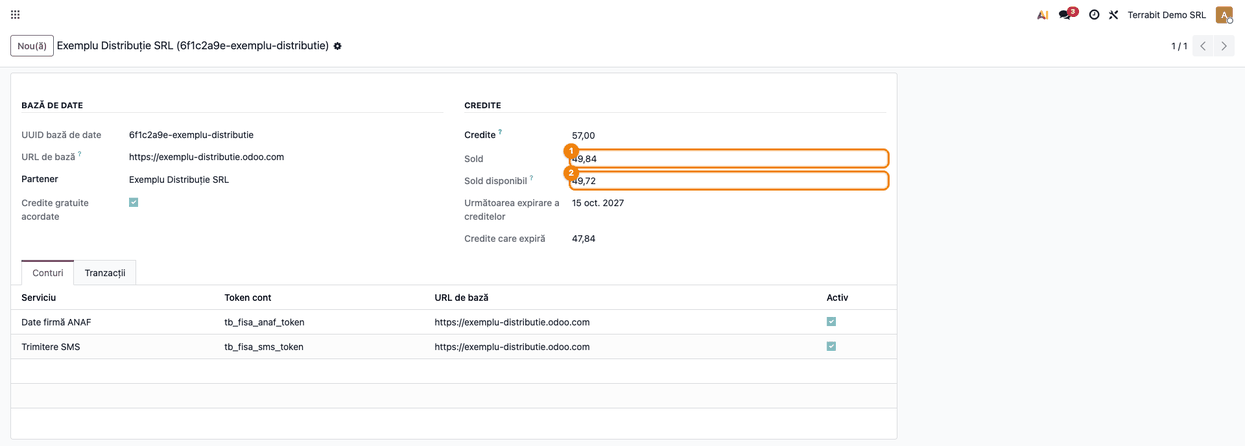 AI 3 Terrabit Demo SRL A
Nou(ă) Exemplu Distribuție SRL (6f1c2a9e-exemplu-distributie) 1 / 1
BAZĂ DE DATE
UUID bază de date 6f1c2a9e-exemplu-distributie
URL de bază ? https://exemplu-distributie.odoo.com
Partener Exemplu Distribuție SRL
Credite gratuite
acordate
CREDITE
Credite ? 57,00
1
Sold 49,84
2
Sold disponibil ? 49,72
Următoarea expirare a 15 oct. 2027
creditelor
Credite care expiră 47,84
Conturi Tranzacții
Serviciu Token cont URL de bază Activ
Date firmă ANAF tb_fisa_anaf_token https://exemplu-distributie.odoo.com
Trimitere SMS tb_fisa_sms_token https://exemplu-distributie.odoo.com